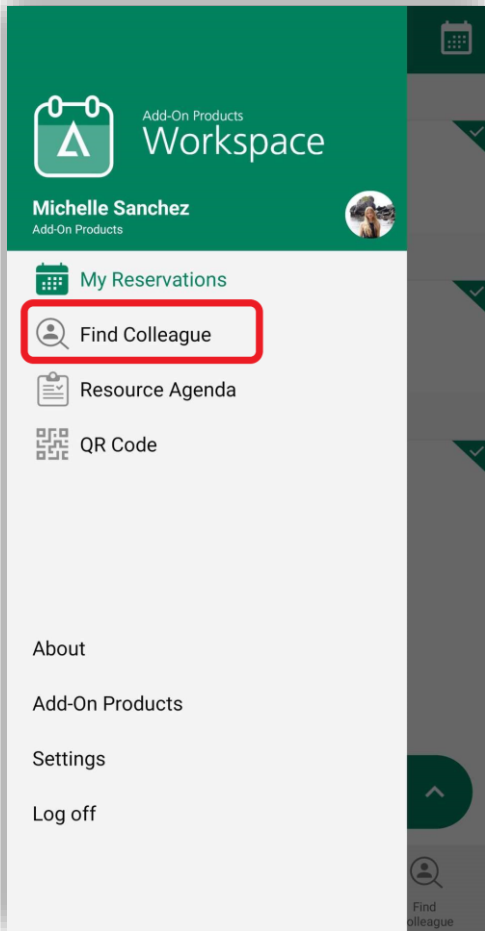 Add-On Products
Workspace
Michelle Sanchez
Add-On Products
My Reservations
Find Colleague
Resource Agenda
QR Code
About
Add-On Products
Settings
Log off
Find
olleague